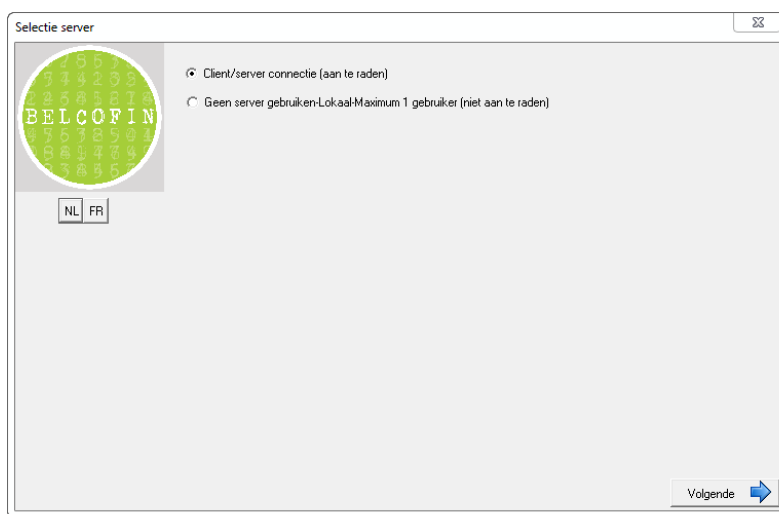 Selectie server
BELCOFIN
Client/server connectie (aan te raden)
Geen server gebruiken-Lokaal-Maximum 1 gebruiker (niet aan te raden)
NL FR
Volgende